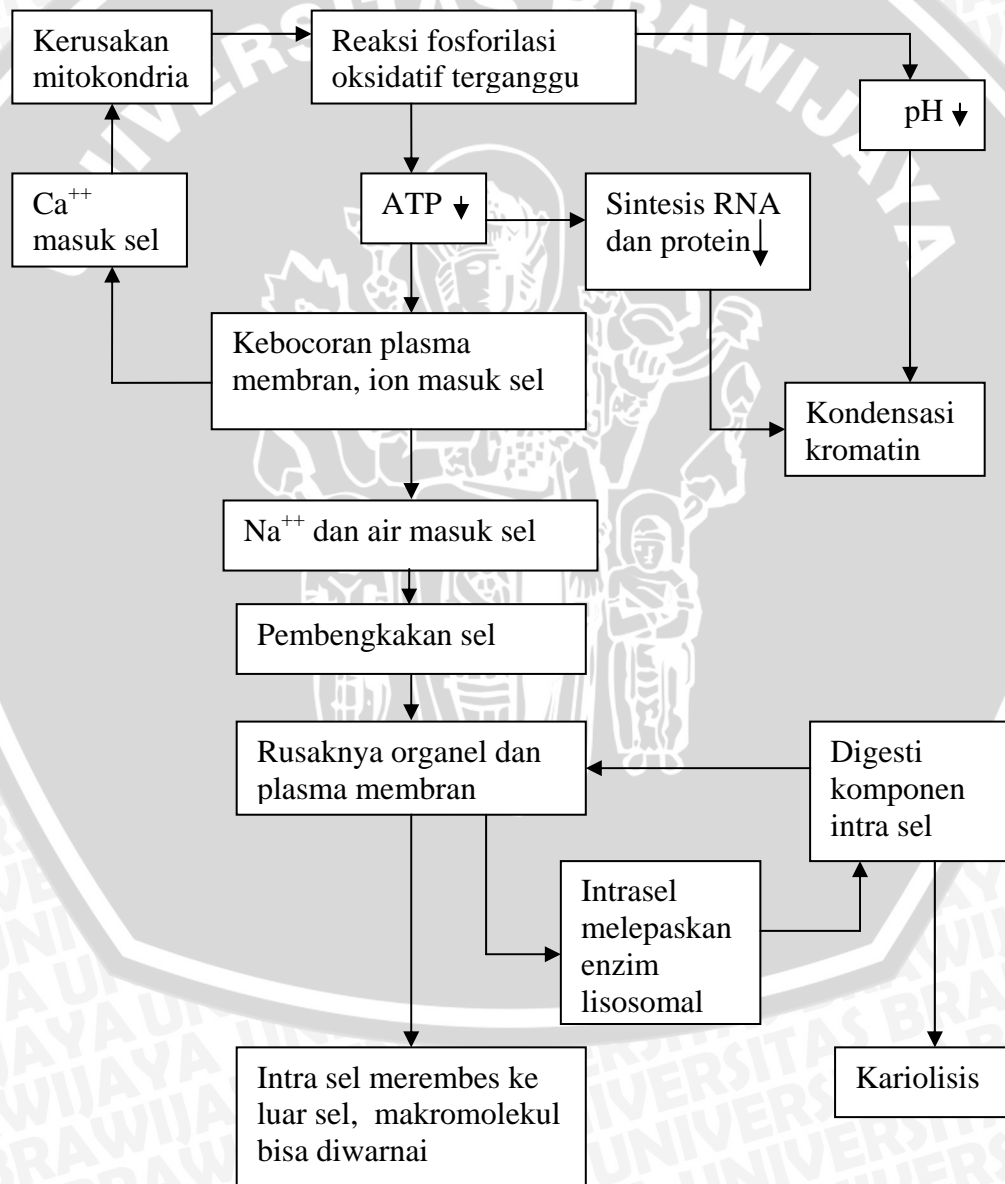 UNIVERSITAS BRAWIJAYA
Kerusakan
mitokondria
Reaksi fosforilasi
oksidatif terganggu
pH ↓
Ca++
masuk sel
ATP ↓
Sintesis RNA
dan protein ↓
Kebocoran plasma
membran, ion masuk sel
Kondensasi
kromatin
Na++ dan air masuk sel
Pembengkakan sel
Rusaknya organel dan
plasma membran
Digesti
komponen
intra sel
Intrasel
melepaskan
enzim
lisosomal
Intra sel merembes ke
luar sel, makromolekul
bisa diwarnai
Kariolisis